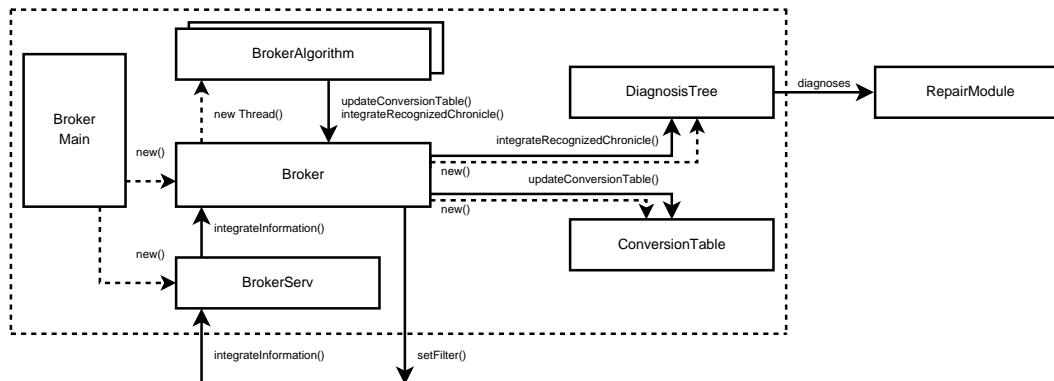 BrokerAlgorithm
Broker
Main
new Thread()
updateConversionTable()
integrateRecognizedChronicle()
DiagnosisTree
diagnoses
RepairModule
new()
Broker
integrateRecognizedChronicle()
new()
updateConversionTable()
new()
integrateInformation()
ConversionTable
new()
BrokerServ
integrateInformation()
setFilter()